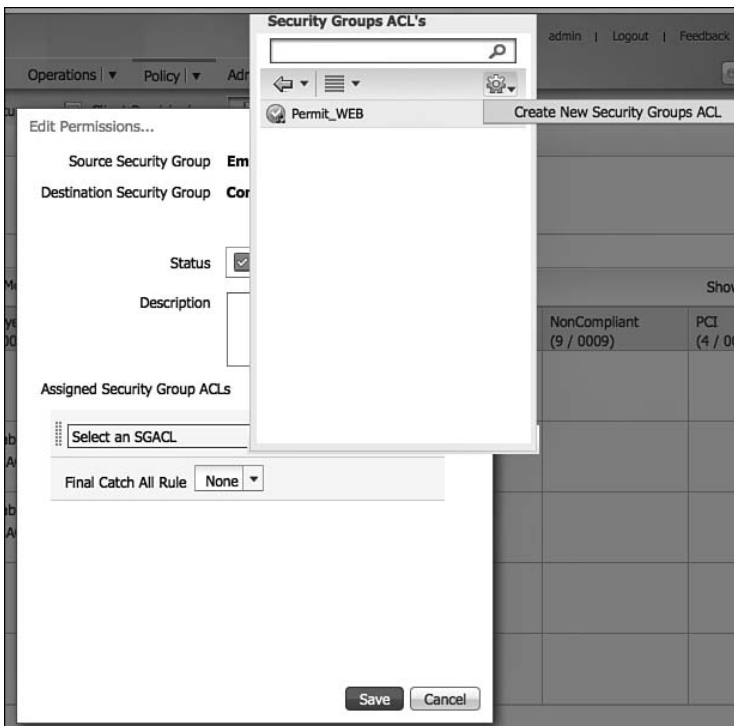 Security Groups ACL's
admin | Logout | Feedback
Operations | Policy |
Permit_WEB
Create New Security Groups ACL
Edit Permissions...
Source Security Group
Destination Security Group
Status
Description
Show
NonCompliant
(9 / 0009)
PCI
(4 /
Assigned Security Group ACLs
Select an SGACL
Final Catch All Rule None
Save Cancel